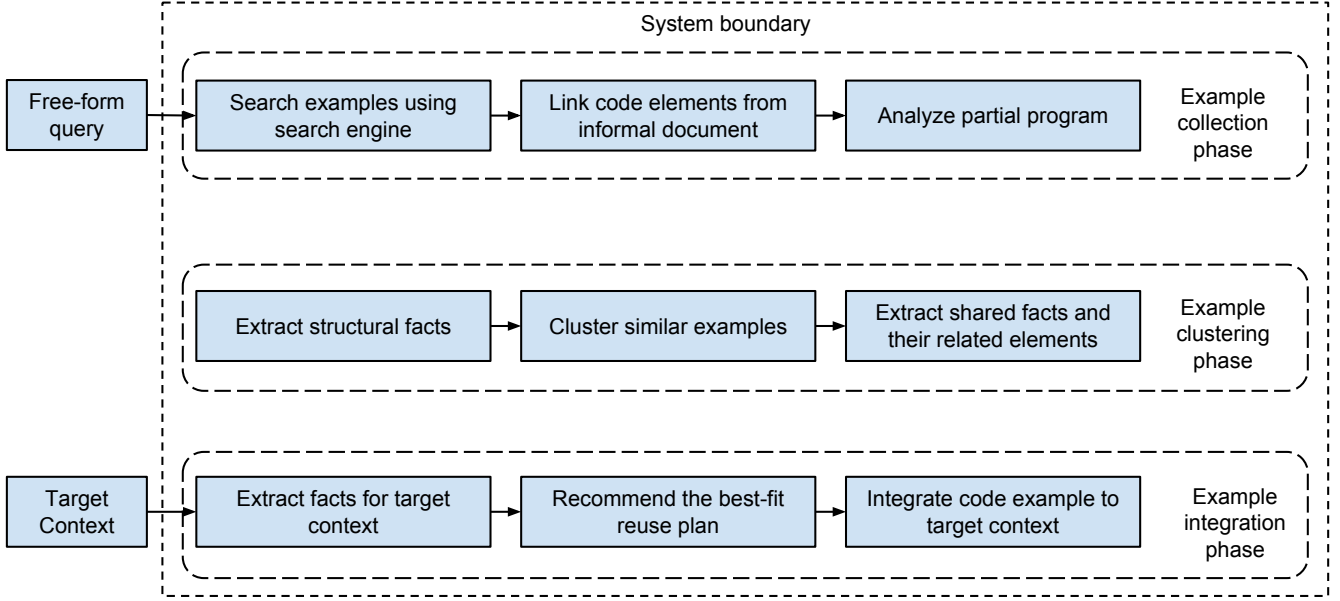 System boundary
Free-form
query
Search examples using
search engine
Link code elements from
informal document
Analyze partial program
Example
collection
phase
Extract structural facts
Cluster similar examples
Extract shared facts and
their related elements
Example
clustering
phase
Target
Context
Extract facts for target
context
Recommend the best-fit
reuse plan
Integrate code example to
target context
Example
integration
phase